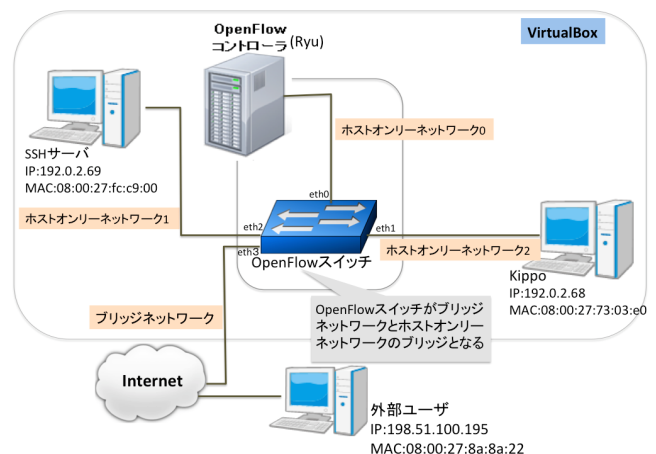 OpenFlow
コントローラ(Ryu)
VirtualBox
ホストオンリーネットワーク0
SSHサーバ
IP:192.0.2.69
MAC:08:00:27:fc:c9:00
eth0
ホストオンリーネットワーク1
eth2
eth1
eth3
ホストオンリーネットワーク2
OpenFlowスイッチ
Kippo
IP:192.0.2.68
MAC:08:00:27:73:03:e0
ブリッジネットワーク
OpenFlowスイッチがブリッジ
ネットワークとホストオンリー
ネットワークのブリッジとなる
Internet
外部ユーザ
IP:198.51.100.195
MAC:08:00:27:8a:8a:22